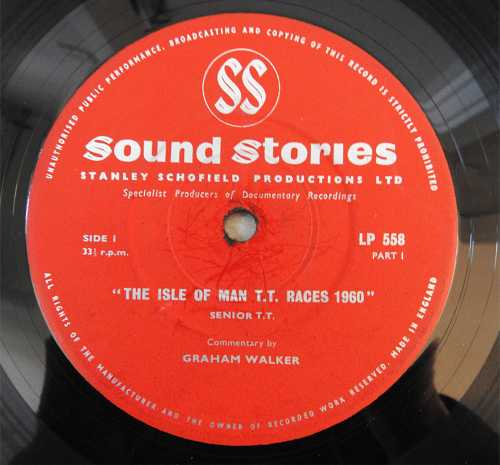 UNAUTHORISED PUBLIC PERFORMANCE, BROADCASTING AND COPYING OF THIS RECORD IS STRICTLY PROHIBITED
SS
Sound Stories
STANLEY SCHOFIELD PRODUCTIONS LTD
Specialist Producers of Documentary Recordings
SIDE 1
33⅓ r.p.m.
LP 558
PART 1
"THE ISLE OF MAN T.T. RACES 1960"
SENIOR T.T.
Commentary by
GRAHAM WALKER
ALL RIGHTS OF THE MANUFACTURER AND THE OWNER OF RECORDED WORK RESERVED. MADE IN ENGLAND